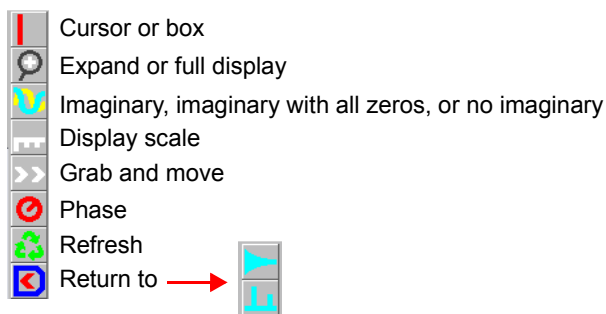 Cursor or box
Expand or full display
Imaginary, imaginary with all zeros, or no imaginary
Display scale
Grab and move
Phase
Refresh
Return to